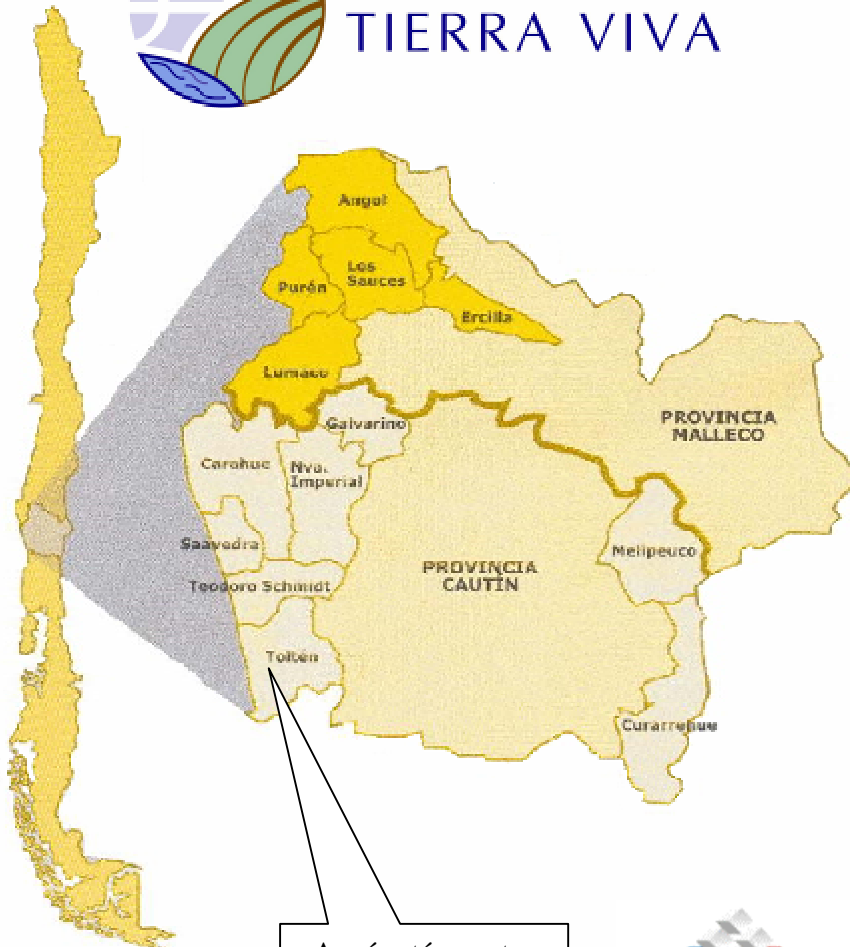 TIERRA VIVA
Angol
Los
Sauces
Purén
Ercilla
Lumaco
PROVINCIA
MALLECO
Galvarino
Carahue
Nva.
Imperial
Saavedra
Melipeuco
PROVINCIA
CAUTÍN
Teodoro Schmidt
Toltén
Curarrehue